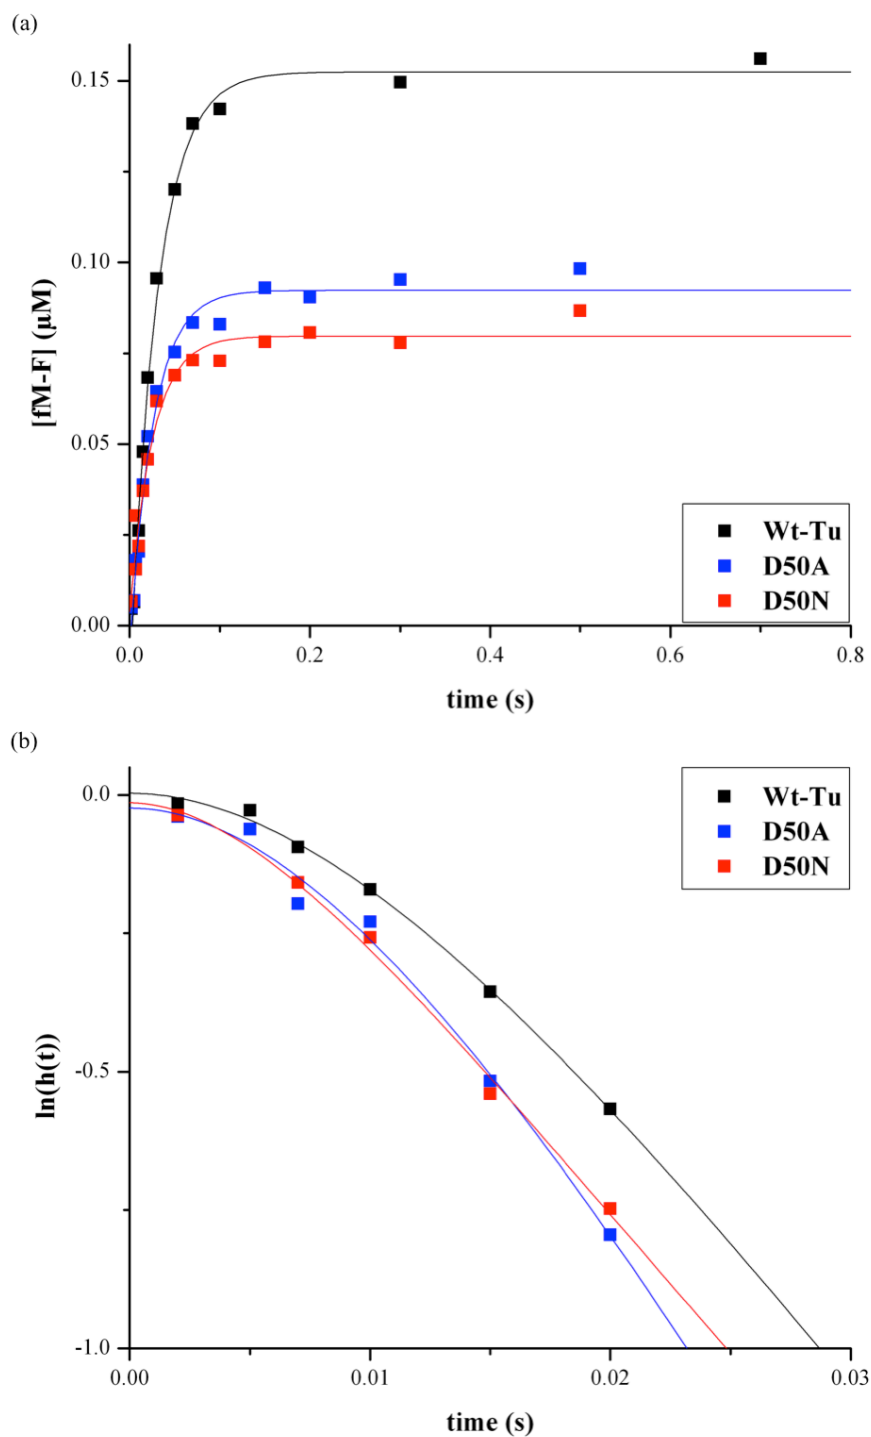 (a)
0.15
0.10
0.05
0.00
[fM-F] (μM)
Wt-Tu
D50A
D50N
0.0
0.2
0.4
0.6
0.8
time (s)
(b)
0.0
-0.5
-1.0
ln(h(t))
Wt-Tu
D50A
D50N
0.00
0.01
0.02
0.03
time (s)